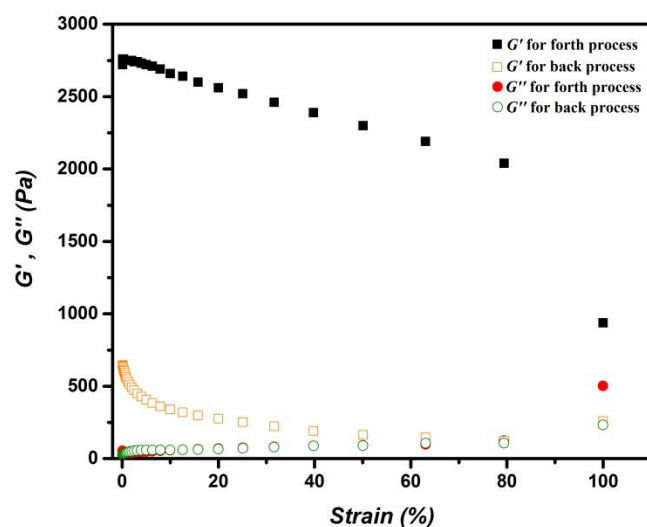 G' for forth process
G' for back process
G'' for forth process
G'' for back process
G' , G'' (Pa)
3000
2500
2000
1500
1000
500
0
0 20 40 60 80 100
Strain (%)